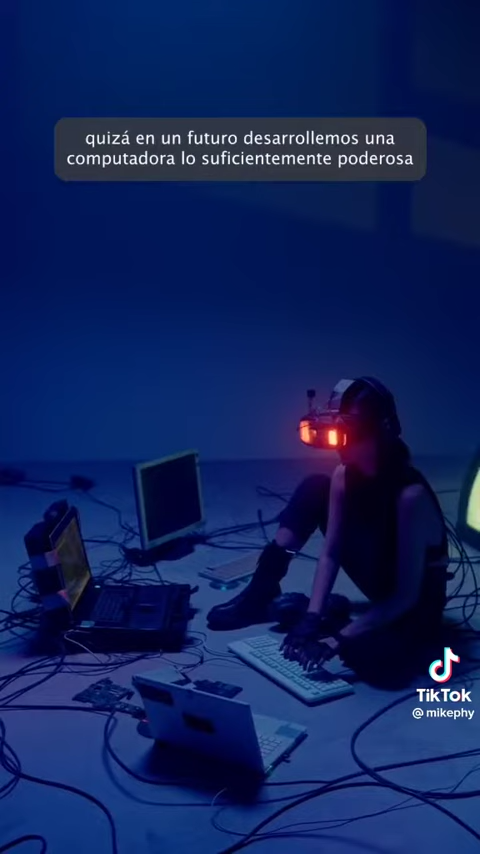 quizá en un futuro desarrollemos una
computadora lo suficientemente poderosa
TikTok
@mikephy